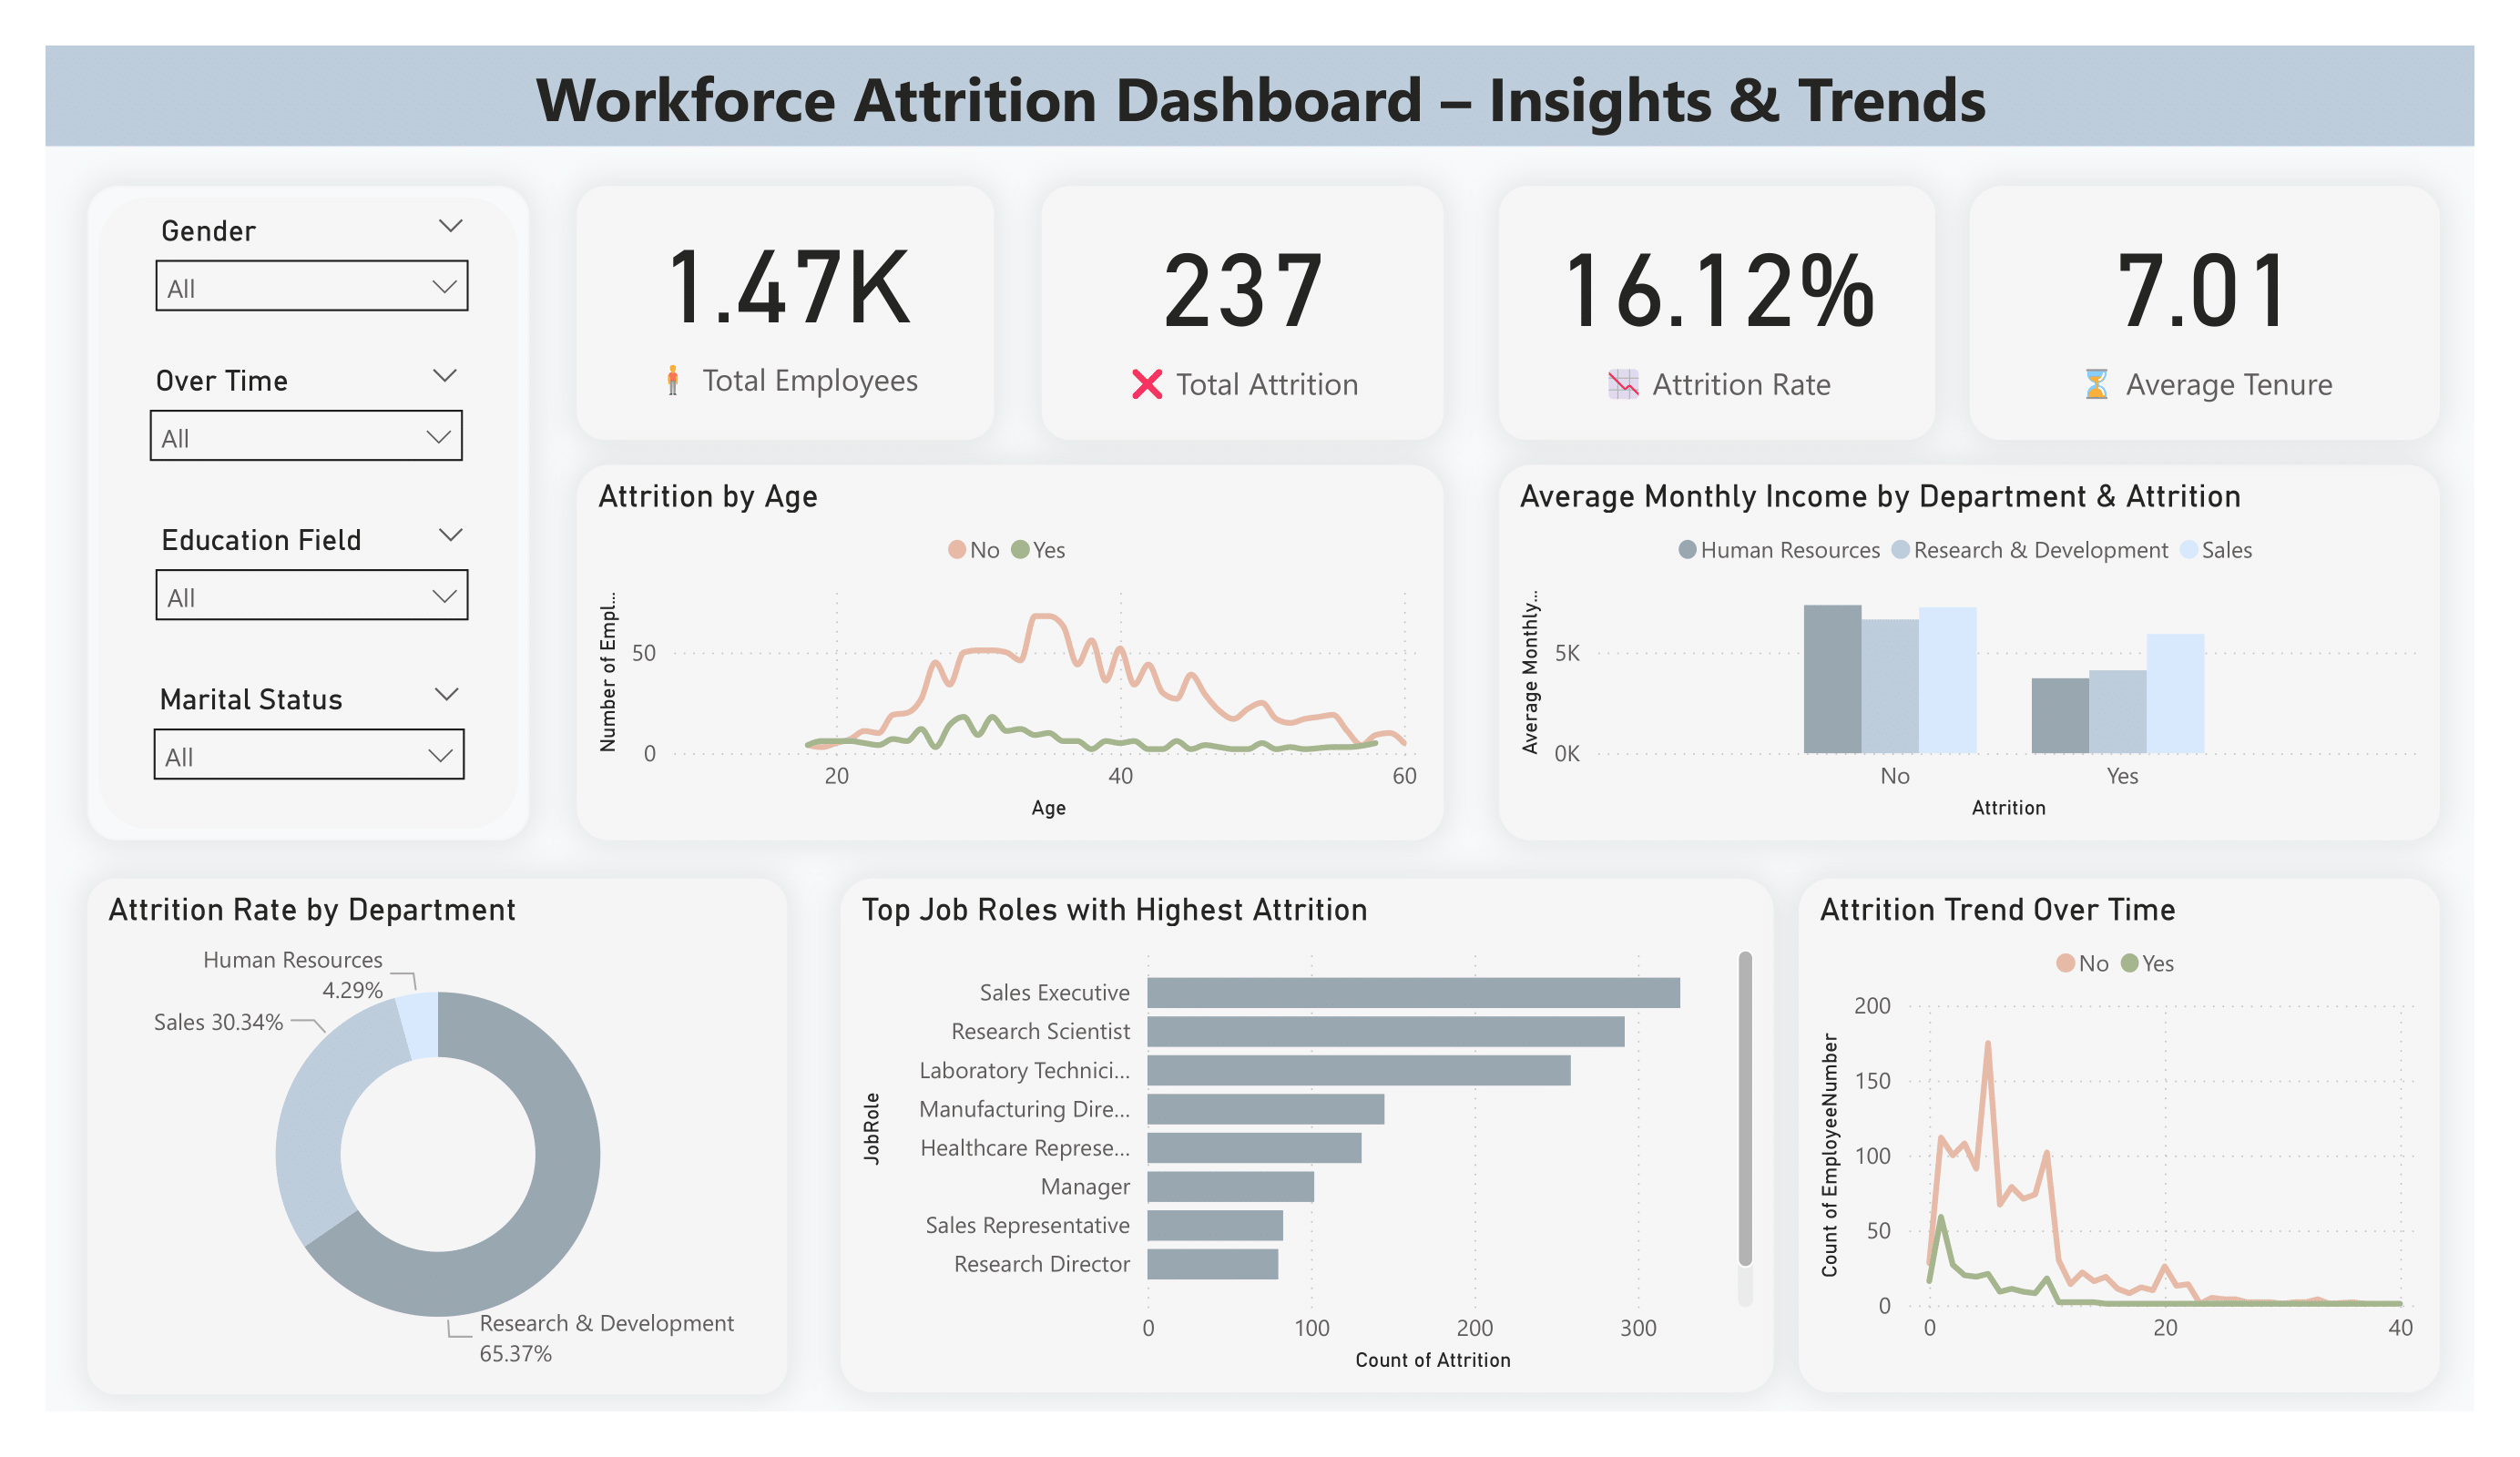 Workforce Attrition Dashboard – Insights & Trends
Gender
All
Over Time
All
Education Field
All
Marital Status
All
1.47K
Total Employees
237
Total Attrition
16.12%
Attrition Rate
7.01
Average Tenure
Attrition by Age
No Yes
Number of Empl...
50
0
20 40 60
Age
Average Monthly Income by Department & Attrition
Human Resources Research & Development Sales
Average Monthly...
5K
0K
No Yes
Attrition
Attrition Rate by Department
Human Resources
4.29%
Sales 30.34%
Research & Development
65.37%
Top Job Roles with Highest Attrition
JobRole
Sales Executive
Research Scientist
Laboratory Technici...
Manufacturing Dire...
Healthcare Represe...
Manager
Sales Representative
Research Director
0 100 200 300
Count of Attrition
Attrition Trend Over Time
No Yes
Count of EmployeeNumber
200
150
100
50
0
0 20 40